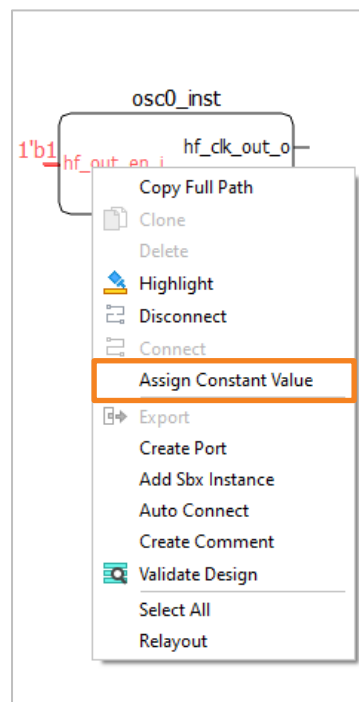 osc0_inst
1'b1
hf_out_en_i
hf_clk_out_o
Copy Full Path
Clone
Delete
Highlight
Disconnect
Connect
Assign Constant Value
Export
Create Port
Add Sbx Instance
Auto Connect
Create Comment
Validate Design
Select All
Relayout